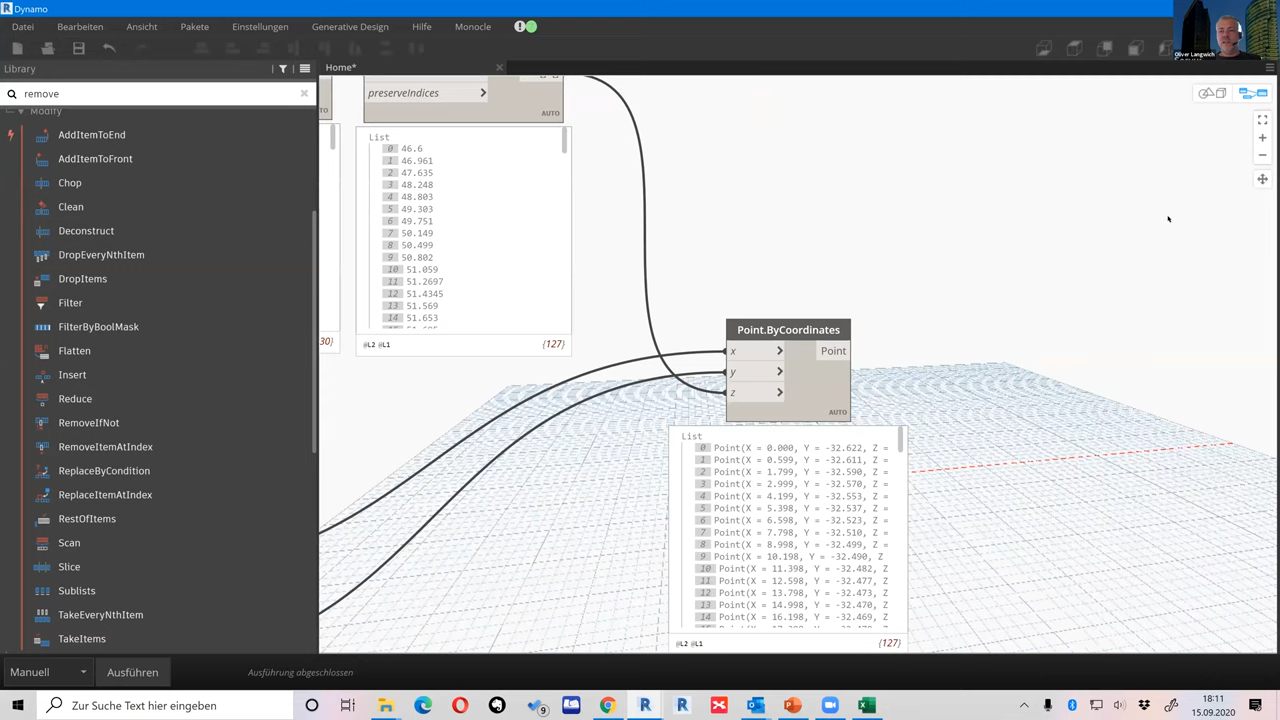 Dynamo
Datei Bearbeiten Ansicht Pakete Einstellungen Generative Design Hilfe Monocle
Oliver Langwich
Library
Home*
remove
Modify
AddItemToEnd
AddItemToFront
Chop
Clean
Deconstruct
DropEveryNthItem
DropItems
Filter
FilterByBoolMask
Flatten
Insert
Reduce
RemoveIfNot
RemoveItemAtIndex
ReplaceByCondition
ReplaceItemAtIndex
RestOfItems
Scan
Slice
Sublists
TakeEveryNthItem
TakeItems
TO
30}
preserveIndices >
AUTO
List
0 46.6
1 46.961
2 47.635
3 48.248
4 48.803
5 49.303
6 49.751
7 50.149
8 50.499
9 50.802
10 51.059
11 51.2697
12 51.4345
13 51.569
14 51.653
@L2 @L1 {127}
Point.ByCoordinates
x > Point
y >
z >
AUTO
List
0 Point(X = 0.000, Y = -32.622, Z =
1 Point(X = 0.599, Y = -32.611, Z =
2 Point(X = 1.799, Y = -32.590, Z =
3 Point(X = 2.999, Y = -32.570, Z =
4 Point(X = 4.199, Y = -32.553, Z =
5 Point(X = 5.398, Y = -32.537, Z =
6 Point(X = 6.598, Y = -32.523, Z =
7 Point(X = 7.798, Y = -32.510, Z =
8 Point(X = 8.998, Y = -32.499, Z =
9 Point(X = 10.198, Y = -32.490, Z
10 Point(X = 11.398, Y = -32.482, Z
11 Point(X = 12.598, Y = -32.477, Z
12 Point(X = 13.798, Y = -32.473, Z
13 Point(X = 14.998, Y = -32.470, Z
14 Point(X = 16.198, Y = -32.469, Z
@L2 @L1 {127}
Manuell Ausführen Ausführung abgeschlossen
Zur Suche Text hier eingeben
9
18:11
15.09.2020